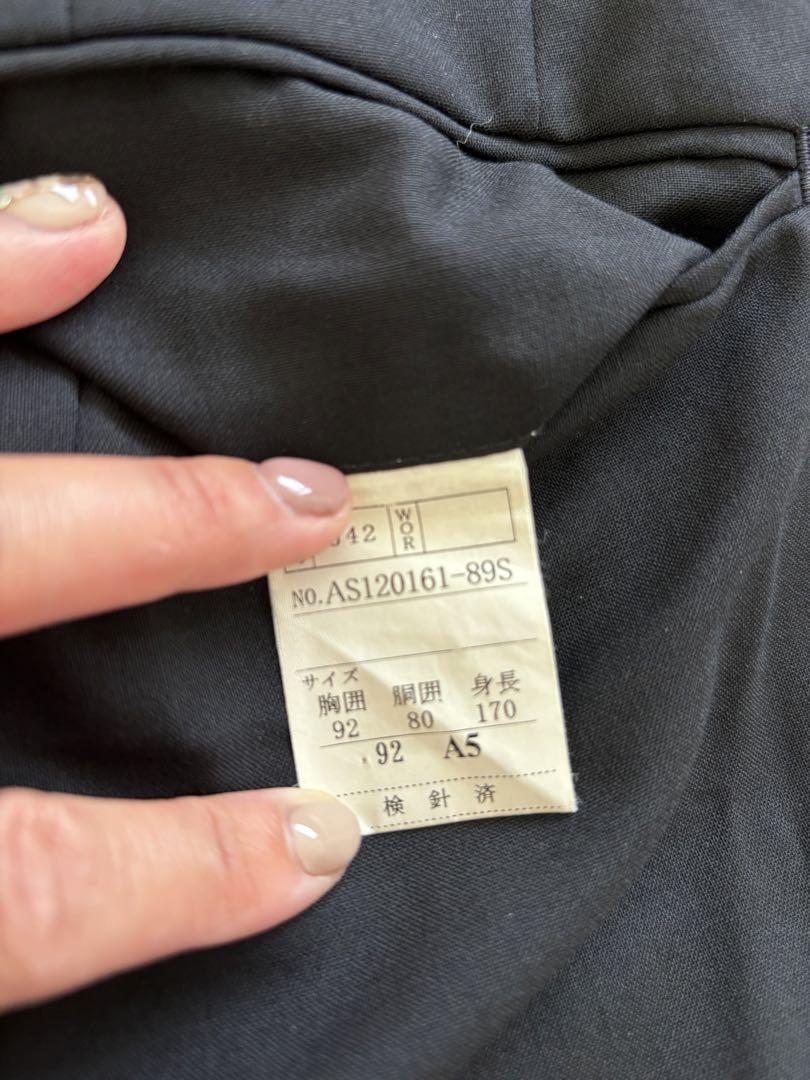 42 WOR
NO.AS120161-89S
サイズ
胸囲 胴囲 身長
92 80 170
92 A5
検針済